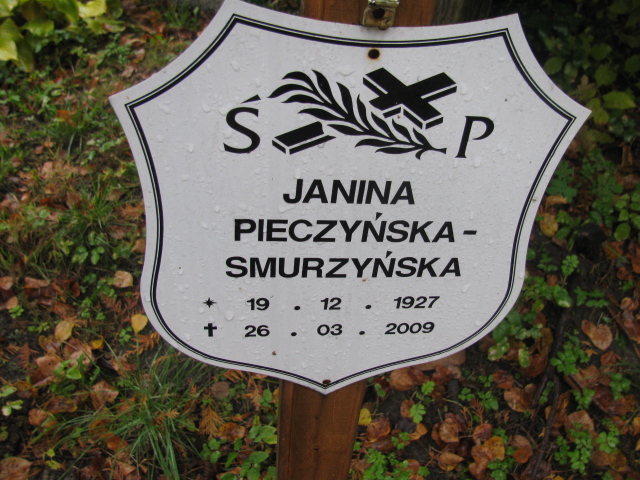 Ś P
JANINA
PIECZYŃSKA-
SMURZYŃSKA
* 19 . 12 . 1927
✝ 26 . 03 . 2009